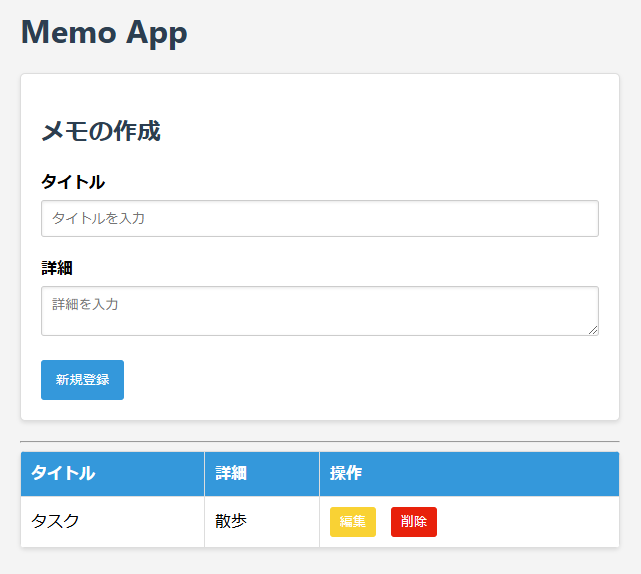 Memo App
メモの作成
タイトル
タイトルを入力
詳細
詳細を入力
新規登録
タイトル 詳細 操作
タスク 散歩 編集 削除